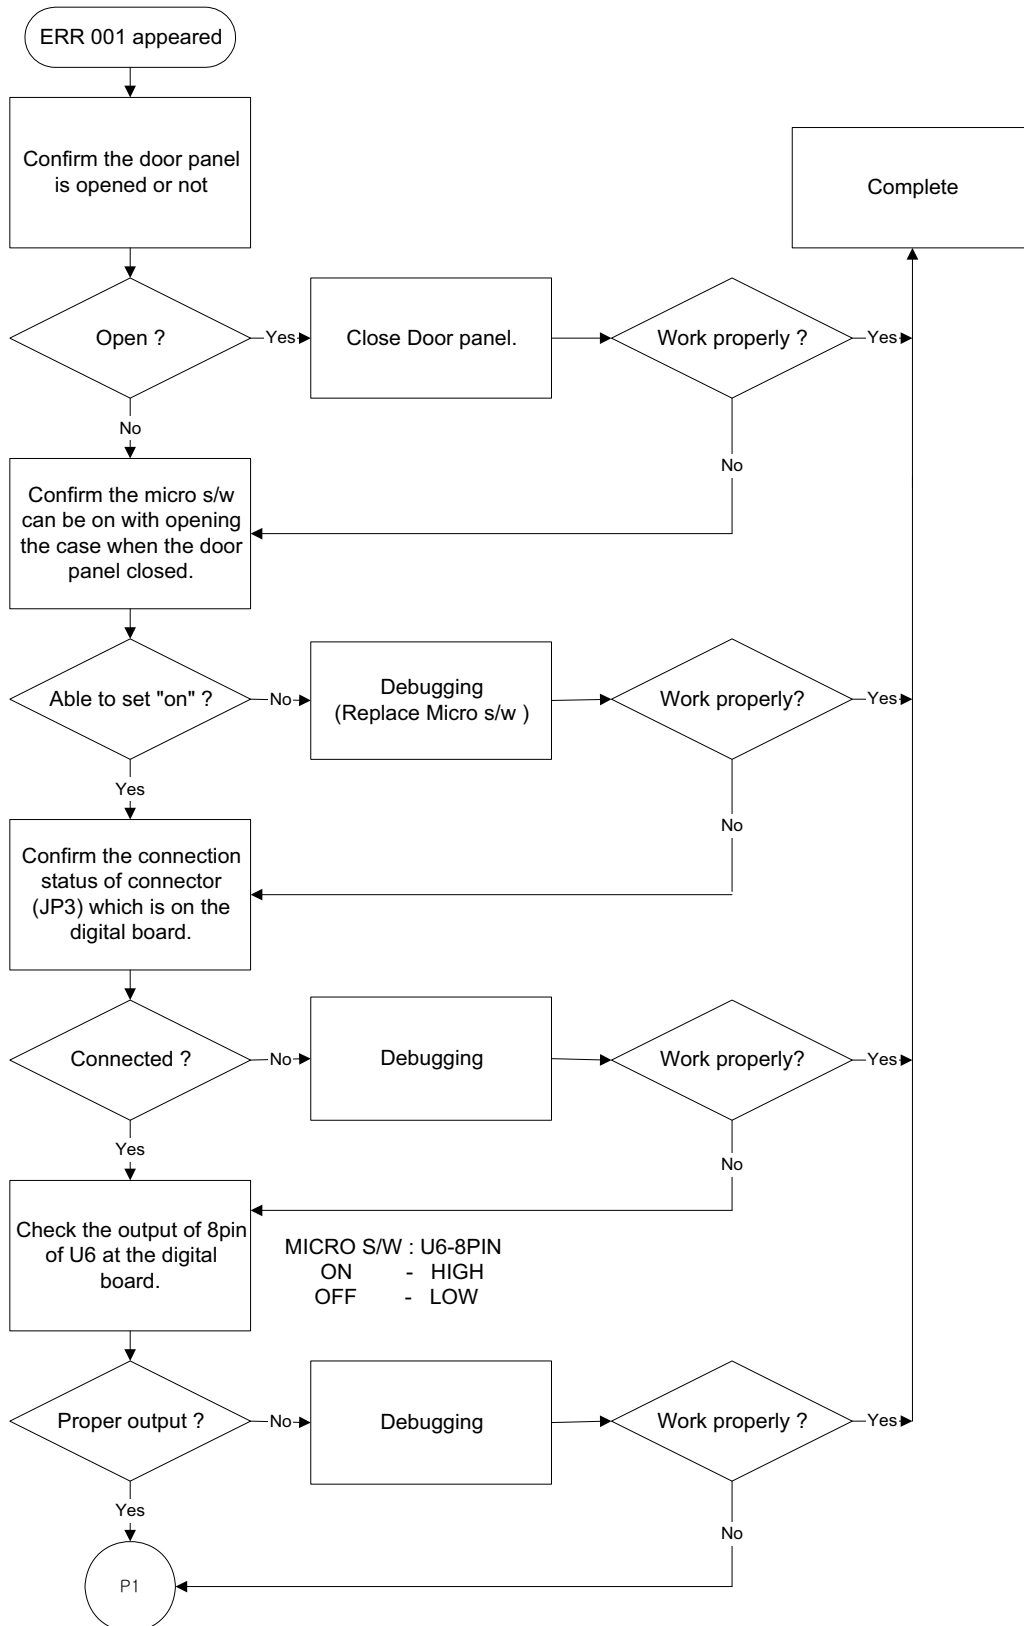 ERR 001 appeared
Confirm the door panel
is opened or not
Complete
Open ?
Yes
Close Door panel.
Work properly ?
Yes
No
No
Confirm the micro s/w
can be on with opening
the case when the door
panel closed.
Able to set "on" ?
No
Debugging
(Replace Micro s/w )
Work properly?
Yes
Yes
No
Confirm the connection
status of connector
(JP3) which is on the
digital board.
Connected ?
No
Debugging
Work properly?
Yes
Yes
No
Check the output of 8pin
of U6 at the digital
board.
MICRO S/W : U6-8PIN
ON - HIGH
OFF - LOW
Proper output ?
No
Debugging
Work properly ?
Yes
Yes
No
P1